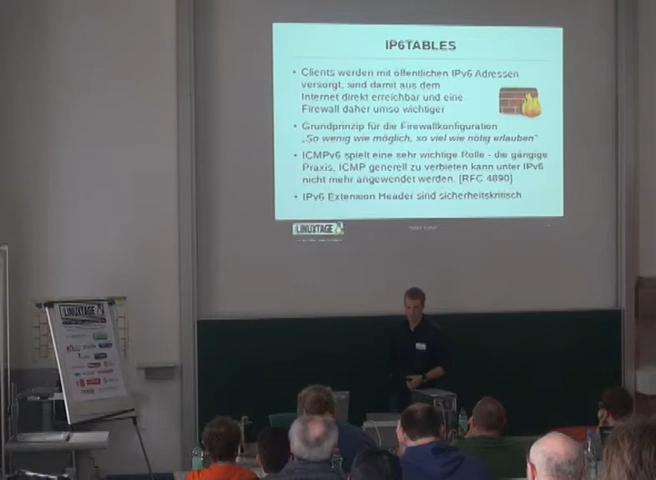 IP6TABLES
• Clients werden mit öffentlichen IPv6 Adressen
versorgt, sind damit aus dem
Internet direkt erreichbar und eine
Firewall daher umso wichtiger
• Grundprinzip für die Firewallkonfiguration
„So wenig wie möglich, so viel wie nötig erlauben"
• ICMPv6 spielt eine sehr wichtige Rolle - die gängige
Praxis, ICMP generell zu verbieten kann unter IPv6
nicht mehr angewendet werden. [RFC 4890]
• IPv6 Extension Header sind sicherheitskritisch
LINUXTAGE
LINUXTAGE